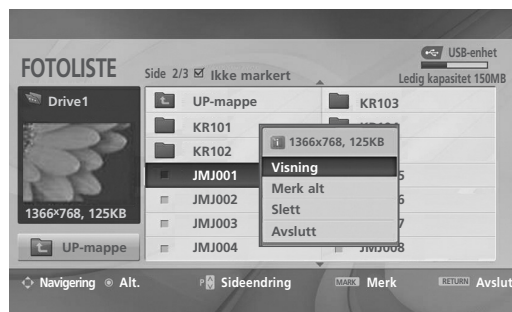 FOTOLISTE
Side 2/3 Ikke markert
USB-enhet
Ledig kapasitet 150MB
Drive1
1366x768, 125KB
UP-mappe
UP-mappe
KR101
KR102
JMJ001
JMJ002
JMJ003
JMJ004
KR103
JMJ008
1366x768, 125KB
Visning
Merk alt
Slett
Avslutt
Navigering
Alt.
P Sideendring
MARK Merk
RETURN Avslut